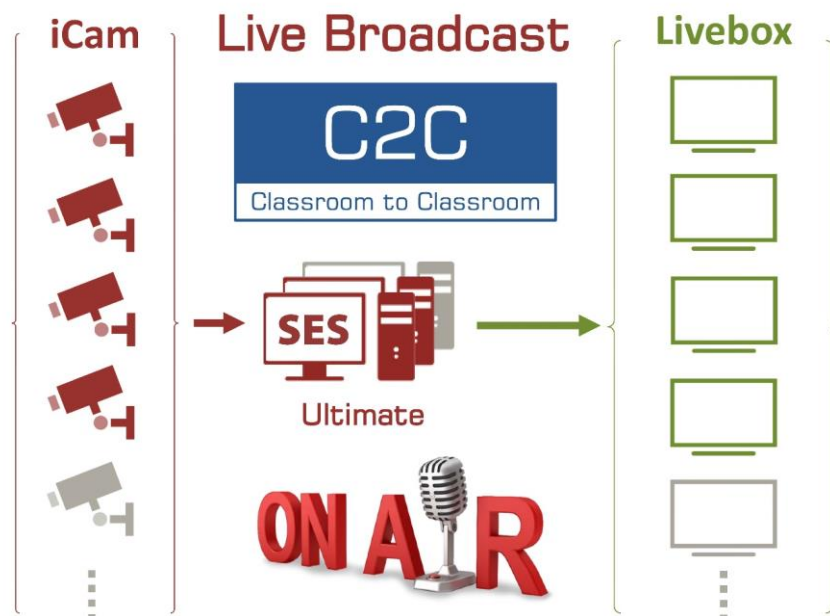 iCam
Live Broadcast
Livebox
C2C
Classroom to Classroom
SES
Ultimate
ON AIR